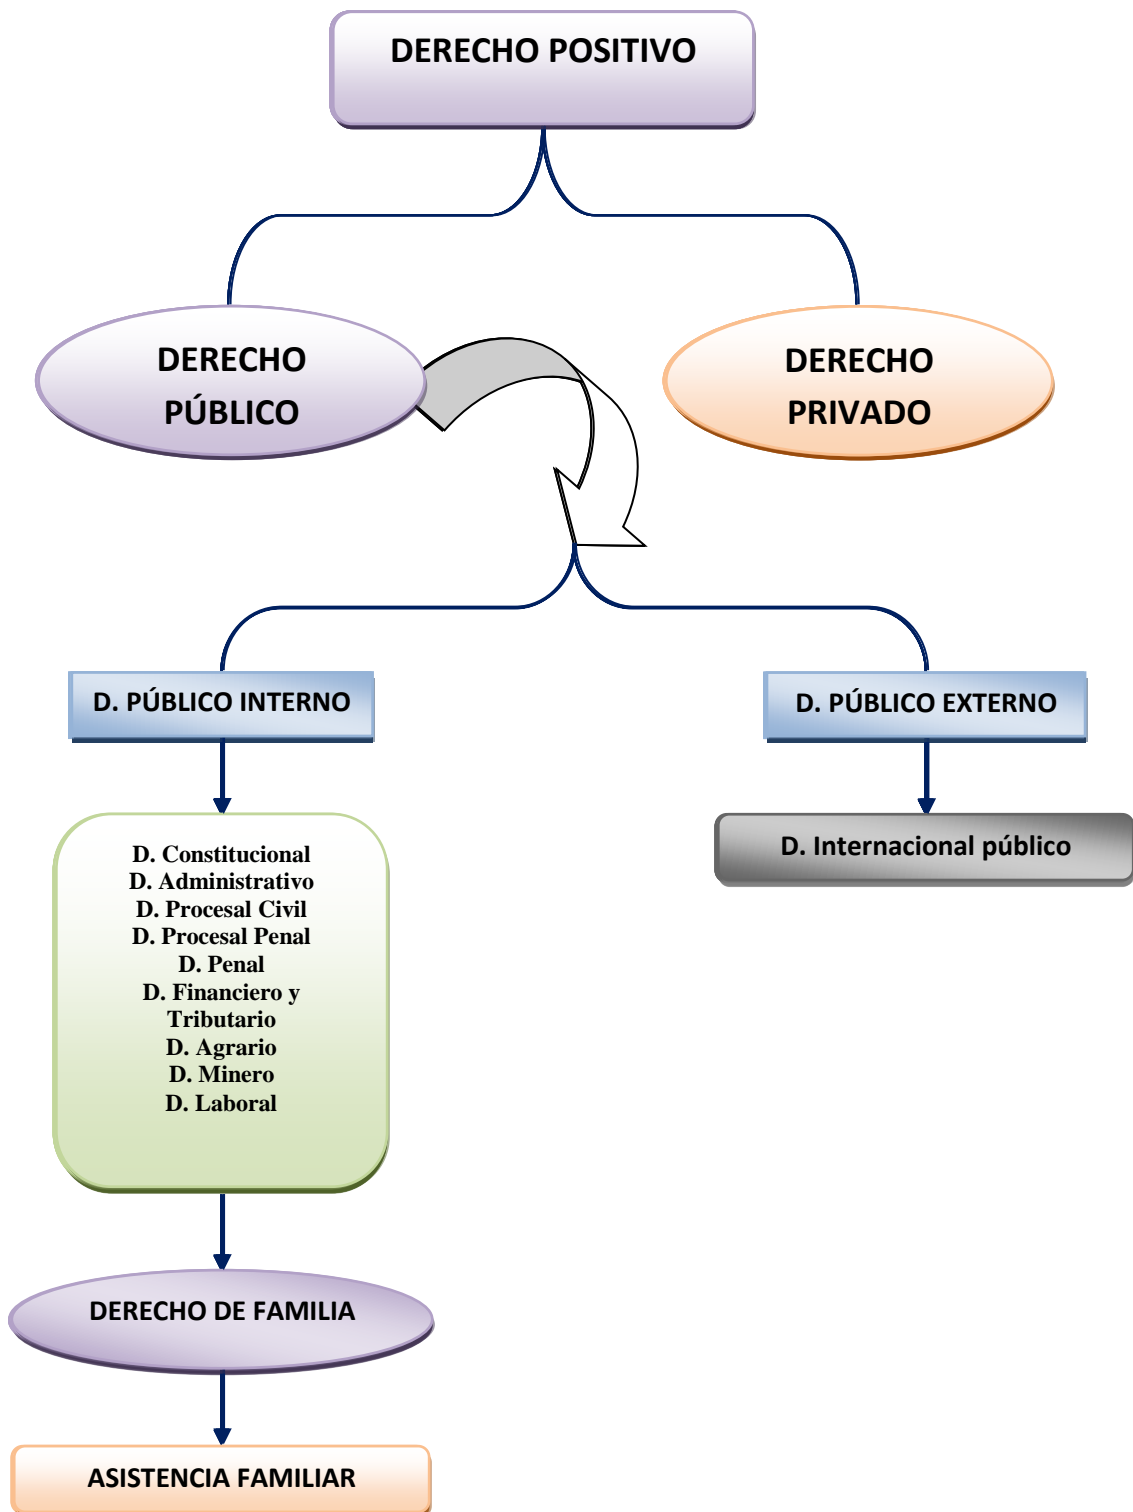 DERECHO POSITIVO
DERECHO
PÚBLICO
DERECHO
PRIVADO
D. PÚBLICO INTERNO
D. PÚBLICO EXTERNO
D. Internacional público
D. Constitucional
D. Administrativo
D. Procesal Civil
D. Procesal Penal
D. Penal
D. Financiero y
Tributario
D. Agrario
D. Minero
D. Laboral
DERECHO DE FAMILIA
ASISTENCIA FAMILIAR